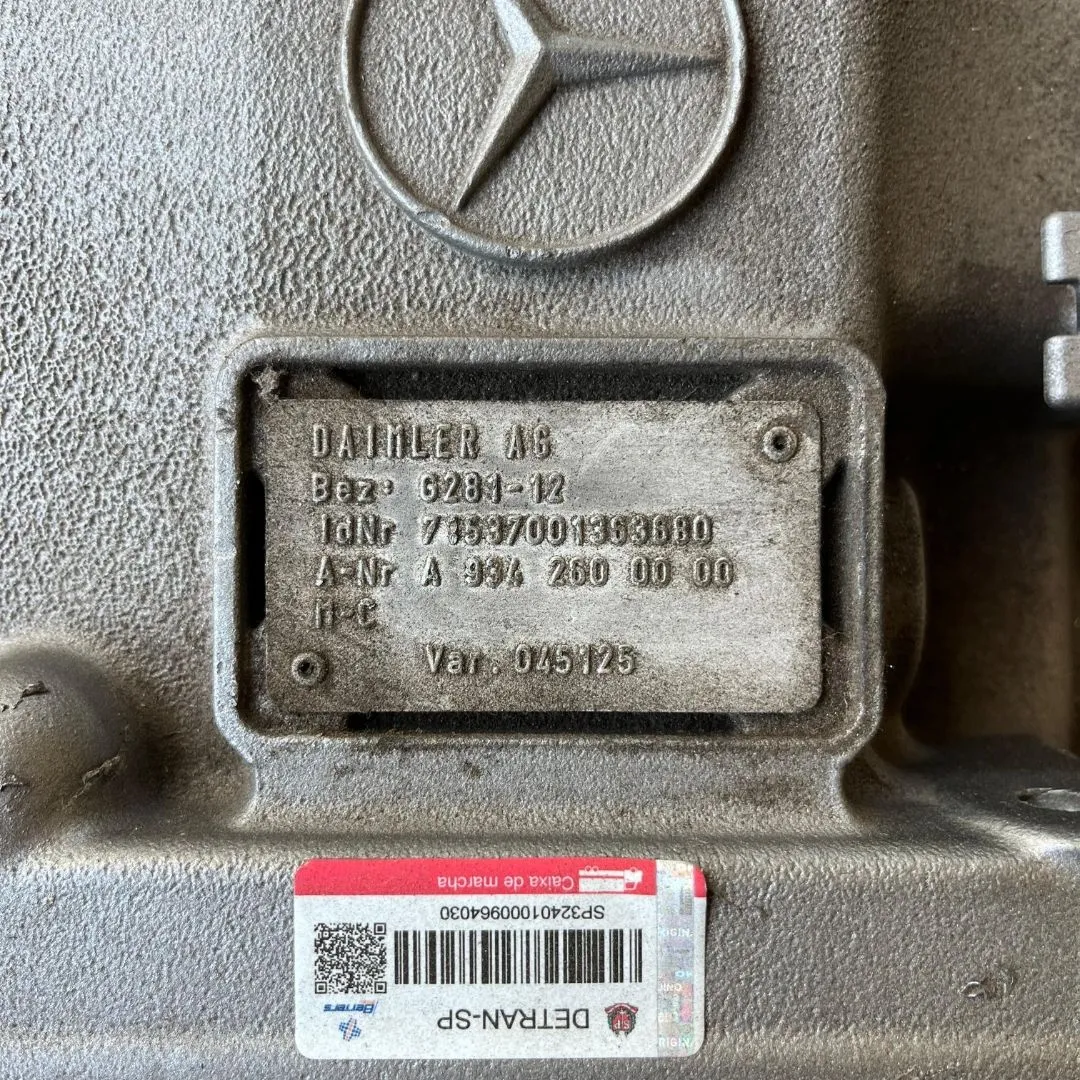 DAIMLER AG
Bez· G281-12
IdNr 71537001363680
A-Nr A 934 260 00 00
M-C
Var. 045125
Caixa de marcha
SP32401000964030
DETRAN-SP